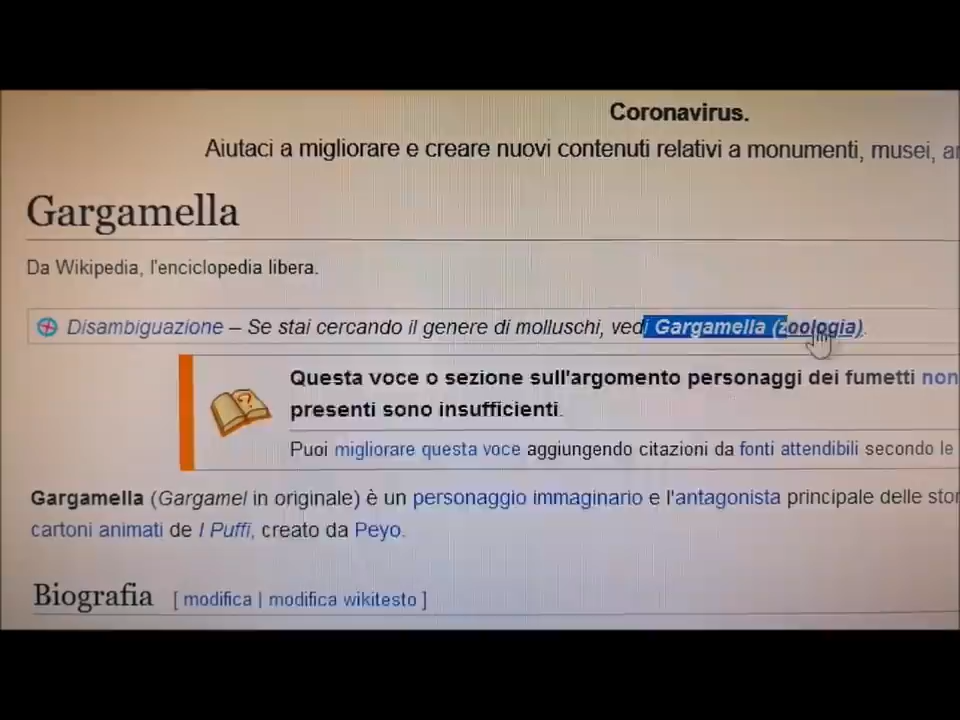 Coronavirus.
Aiutaci a migliorare e creare nuovi contenuti relativi a monumenti, musei,
Gargamella
Da Wikipedia, l'enciclopedia libera.
Disambiguazione – Se stai cercando il genere di molluschi, vedi Gargamella (zoologia).
Questa voce o sezione sull'argomento personaggi dei fumetti non
presenti sono insufficienti.
Puoi migliorare questa voce aggiungendo citazioni da fonti attendibili secondo le
Gargamella (Gargamel in originale) è un personaggio immaginario e l'antagonista principale delle
cartoni animati de I Puffi, creato da Peyo.
Biografia [ modifica | modifica wikitesto ]